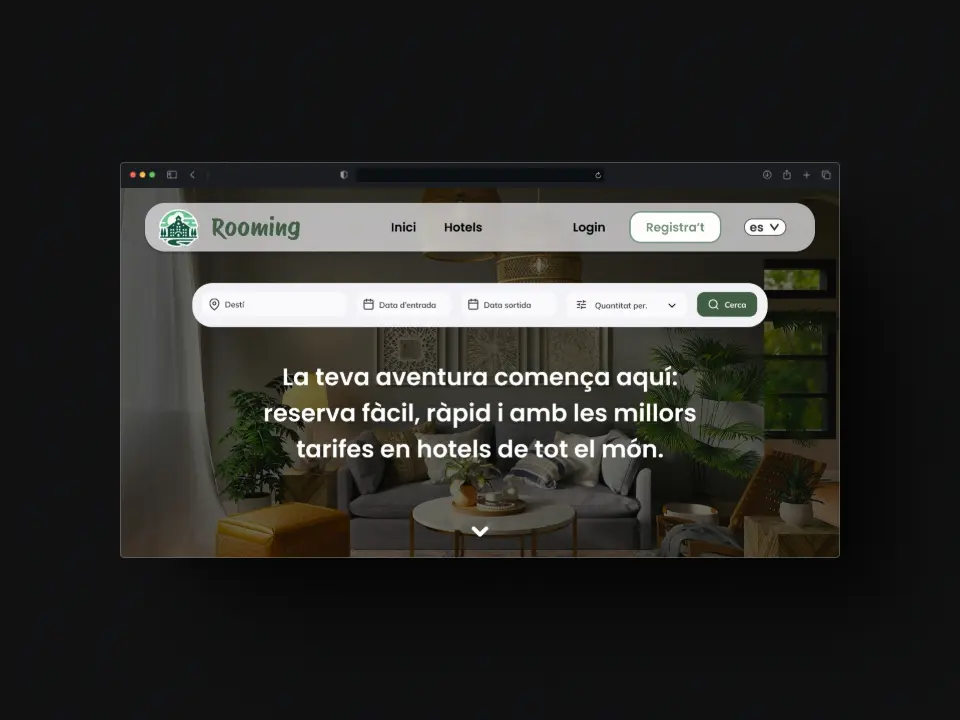 Rooming
Inici
Hotels
Login
Registra't
es
Destí
Data d'entrada
Data sortida
Quantitat per.
Cerca
La teva aventura comença aquí:
reserva fàcil, ràpid i amb les millors
tarifes en hotels de tot el món.